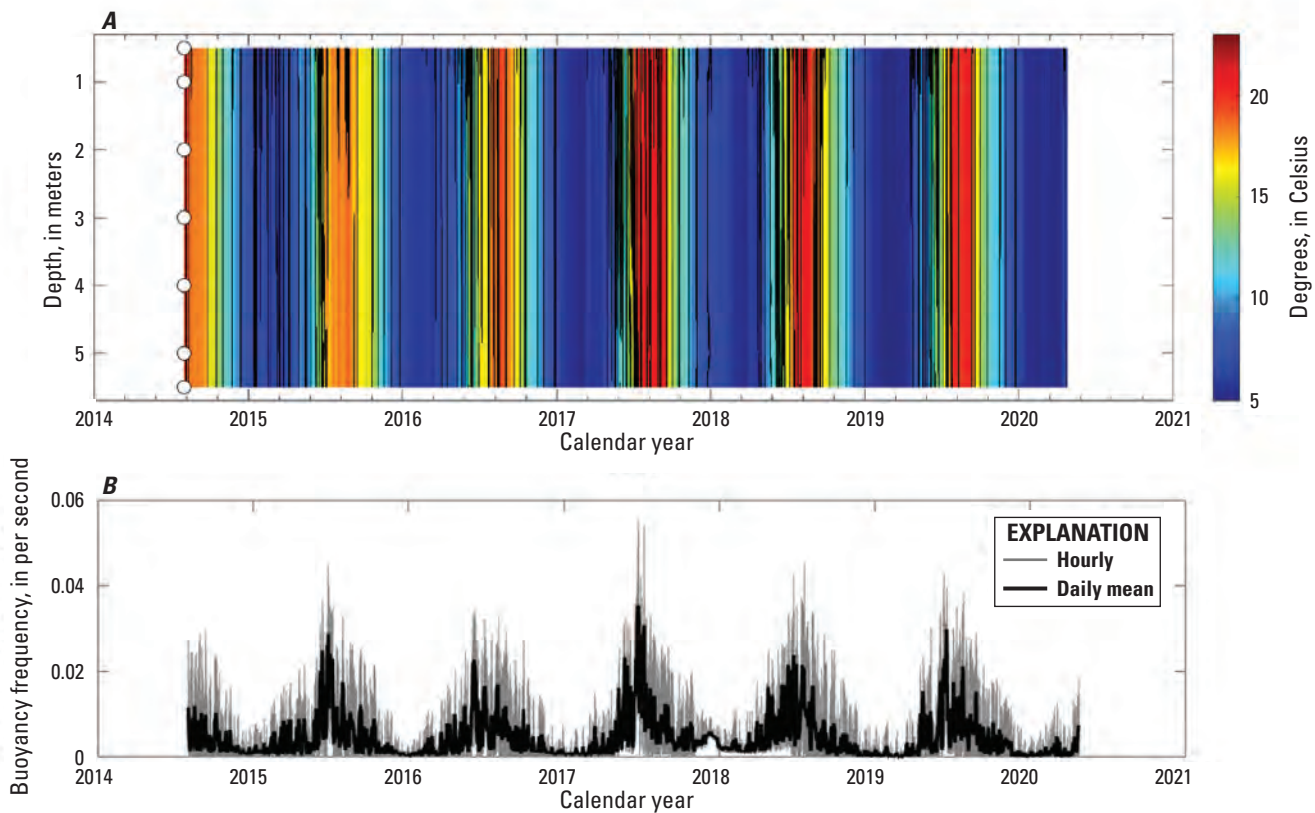 A
Depth, in meters
1
2
3
4
5
2014 2015 2016 2017 2018 2019 2020 2021
Calendar year
20
15
10
5
Degrees, in Celsius
B
Buoyancy frequency, in per second
0.06
0.04
0.02
0
EXPLANATION
Hourly
Daily mean
2014 2015 2016 2017 2018 2019 2020 2021
Calendar year